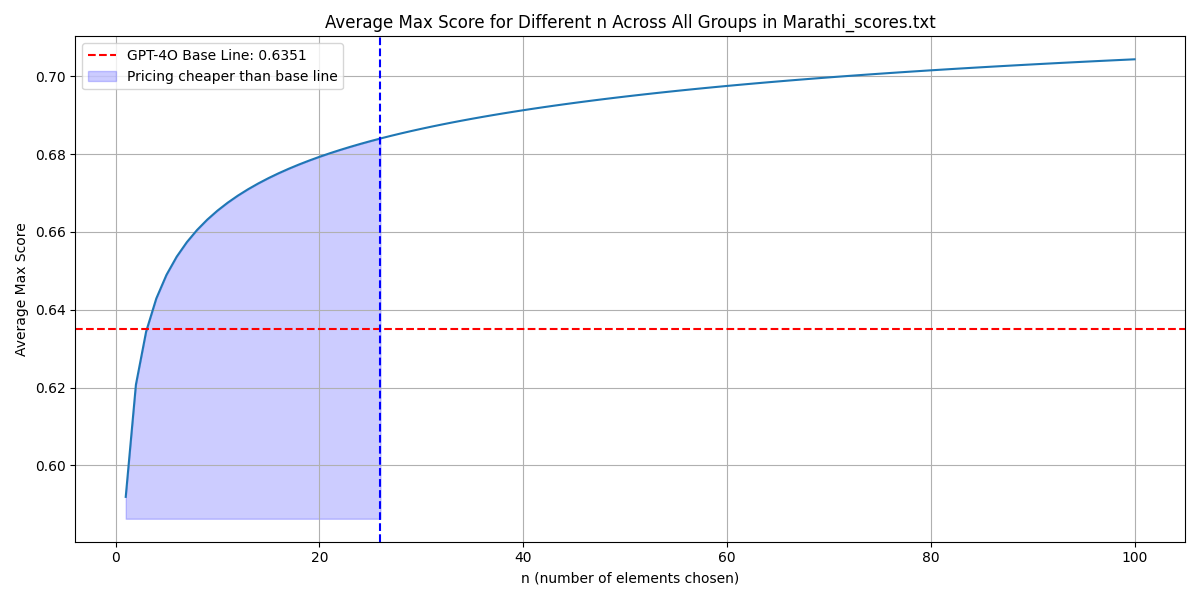 Average Max Score for Different n Across All Groups in Marathi_scores.txt
GPT-4O Base Line: 0.6351
Pricing cheaper than base line
Average Max Score
0.70
0.68
0.66
0.64
0.62
0.60
0
20
40
60
80
100
n (number of elements chosen)